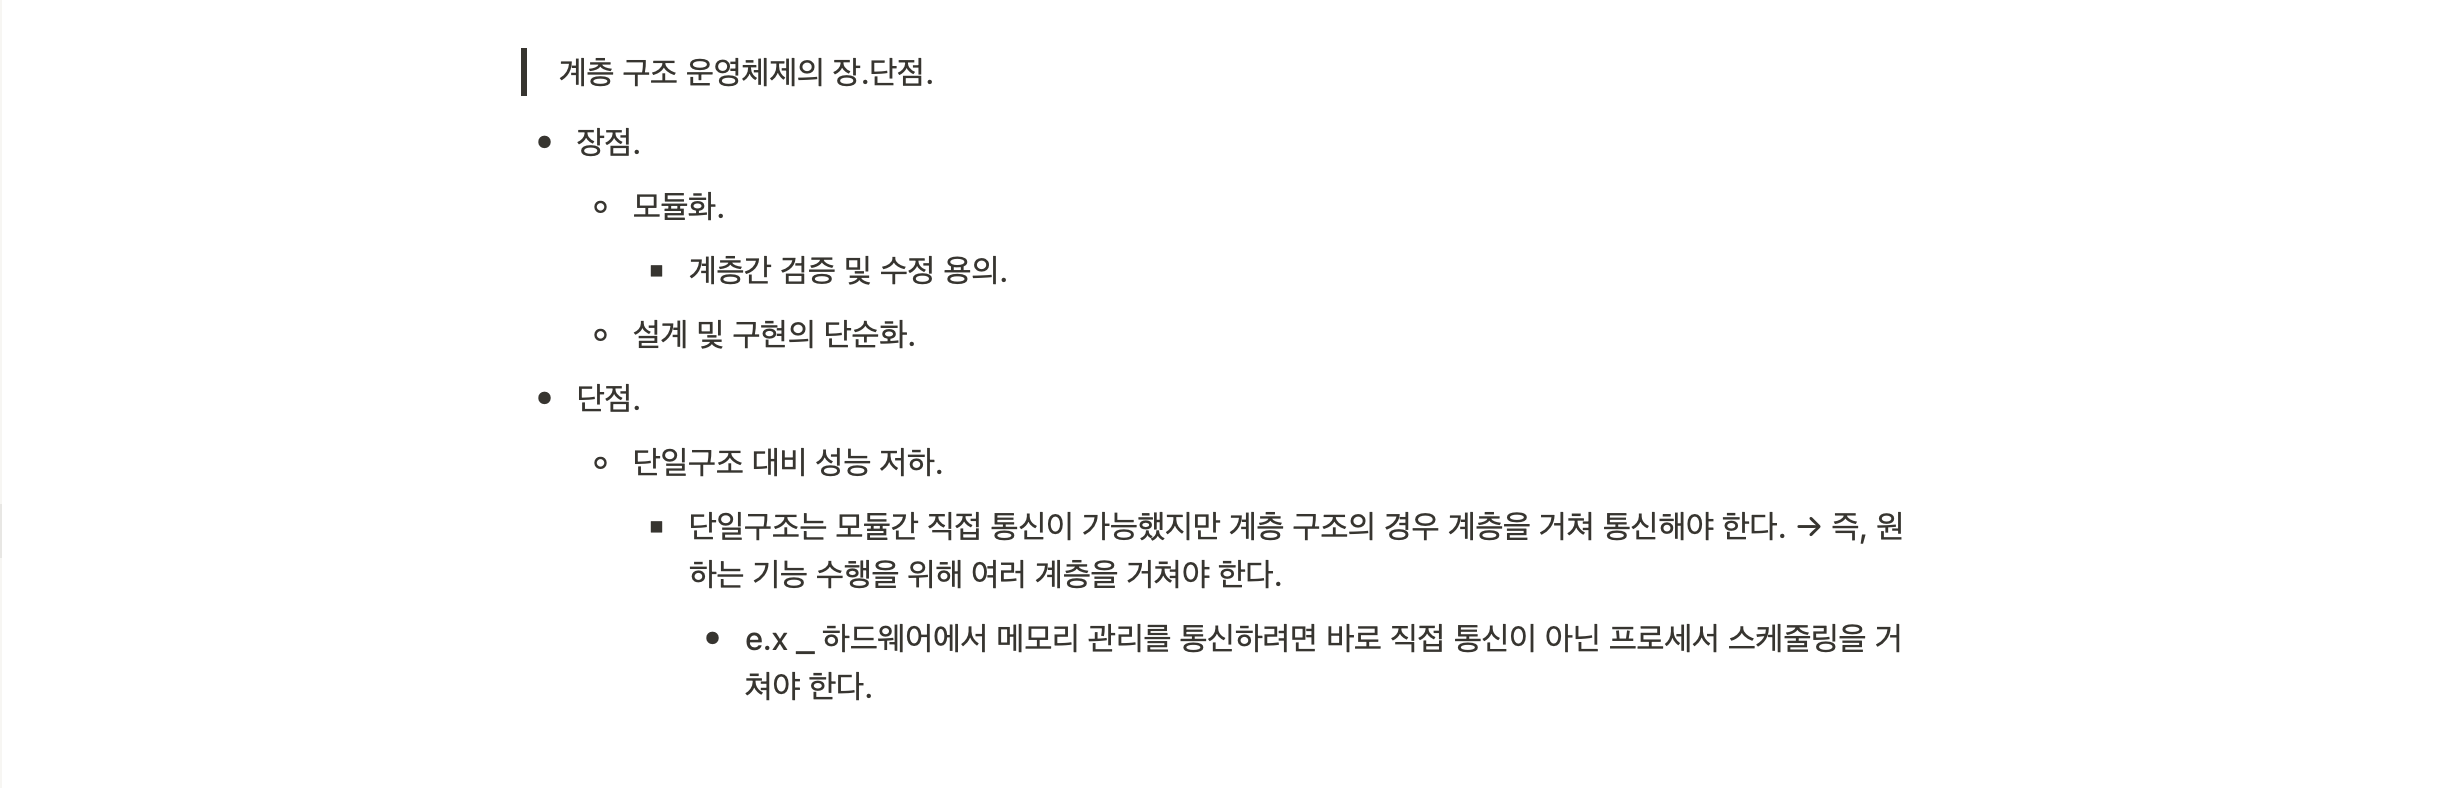 계층 구조 운영체제의 장.단점.
장점.
모듈화.
계층간 검증 및 수정 용의.
설계 및 구현의 단순화.
단점.
단일구조 대비 성능 저하.
단일구조는 모듈간 직접 통신이 가능했지만 계층 구조의 경우 계층을 거쳐 통신해야 한다. → 즉, 원
하는 기능 수행을 위해 여러 계층을 거쳐야 한다.
e.x _ 하드웨어에서 메모리 관리를 통신하려면 바로 직접 통신이 아닌 프로세서 스케줄링을 거
쳐야 한다.